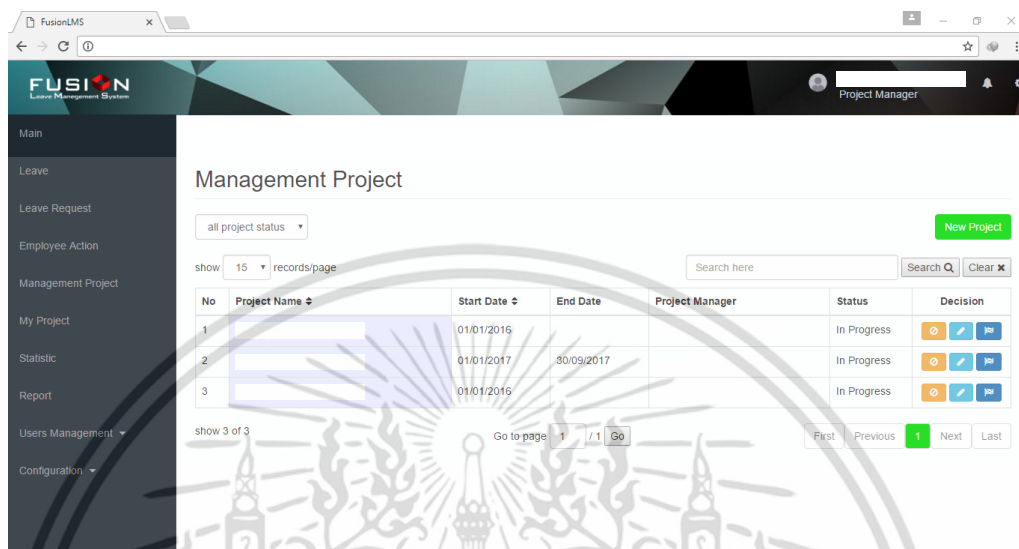 FusionLMS
FUSION
Leave Management System
Project Manager
Main
Leave
Leave Request
Employee Action
Management Project
My Project
Statistic
Report
Users Management
Configuration
Management Project
all project status
New Project
show 15 records/page
Search here
Search
Clear
No Project Name Start Date End Date Project Manager Status Decision
1 01/01/2016 In Progress
2 01/01/2017 30/09/2017 In Progress
3 01/01/2016 In Progress
show 3 of 3
Go to page 1 / 1 Go
First Previous 1 Next Last